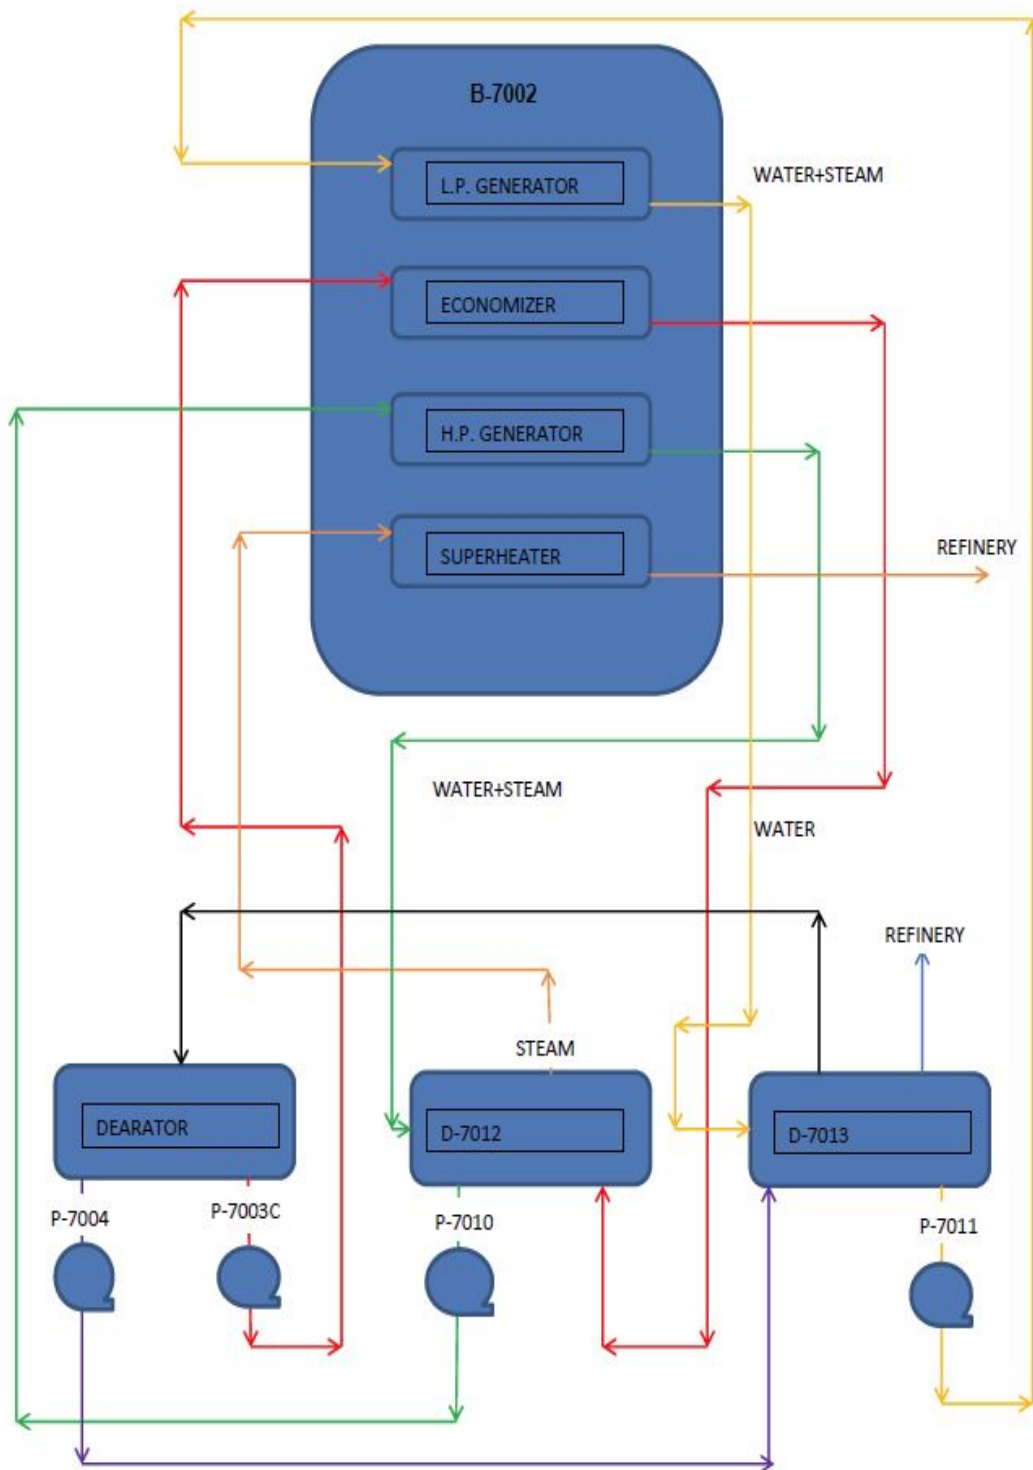 B-7002
L.P. GENERATOR
WATER+STEAM
ECONOMIZER
H.P. GENERATOR
SUPERHEATER
REFINERY
WATER+STEAM
WATER
REFINERY
STEAM
DEARATOR
D-7012
D-7013
P-7004
P-7003C
P-7010
P-7011